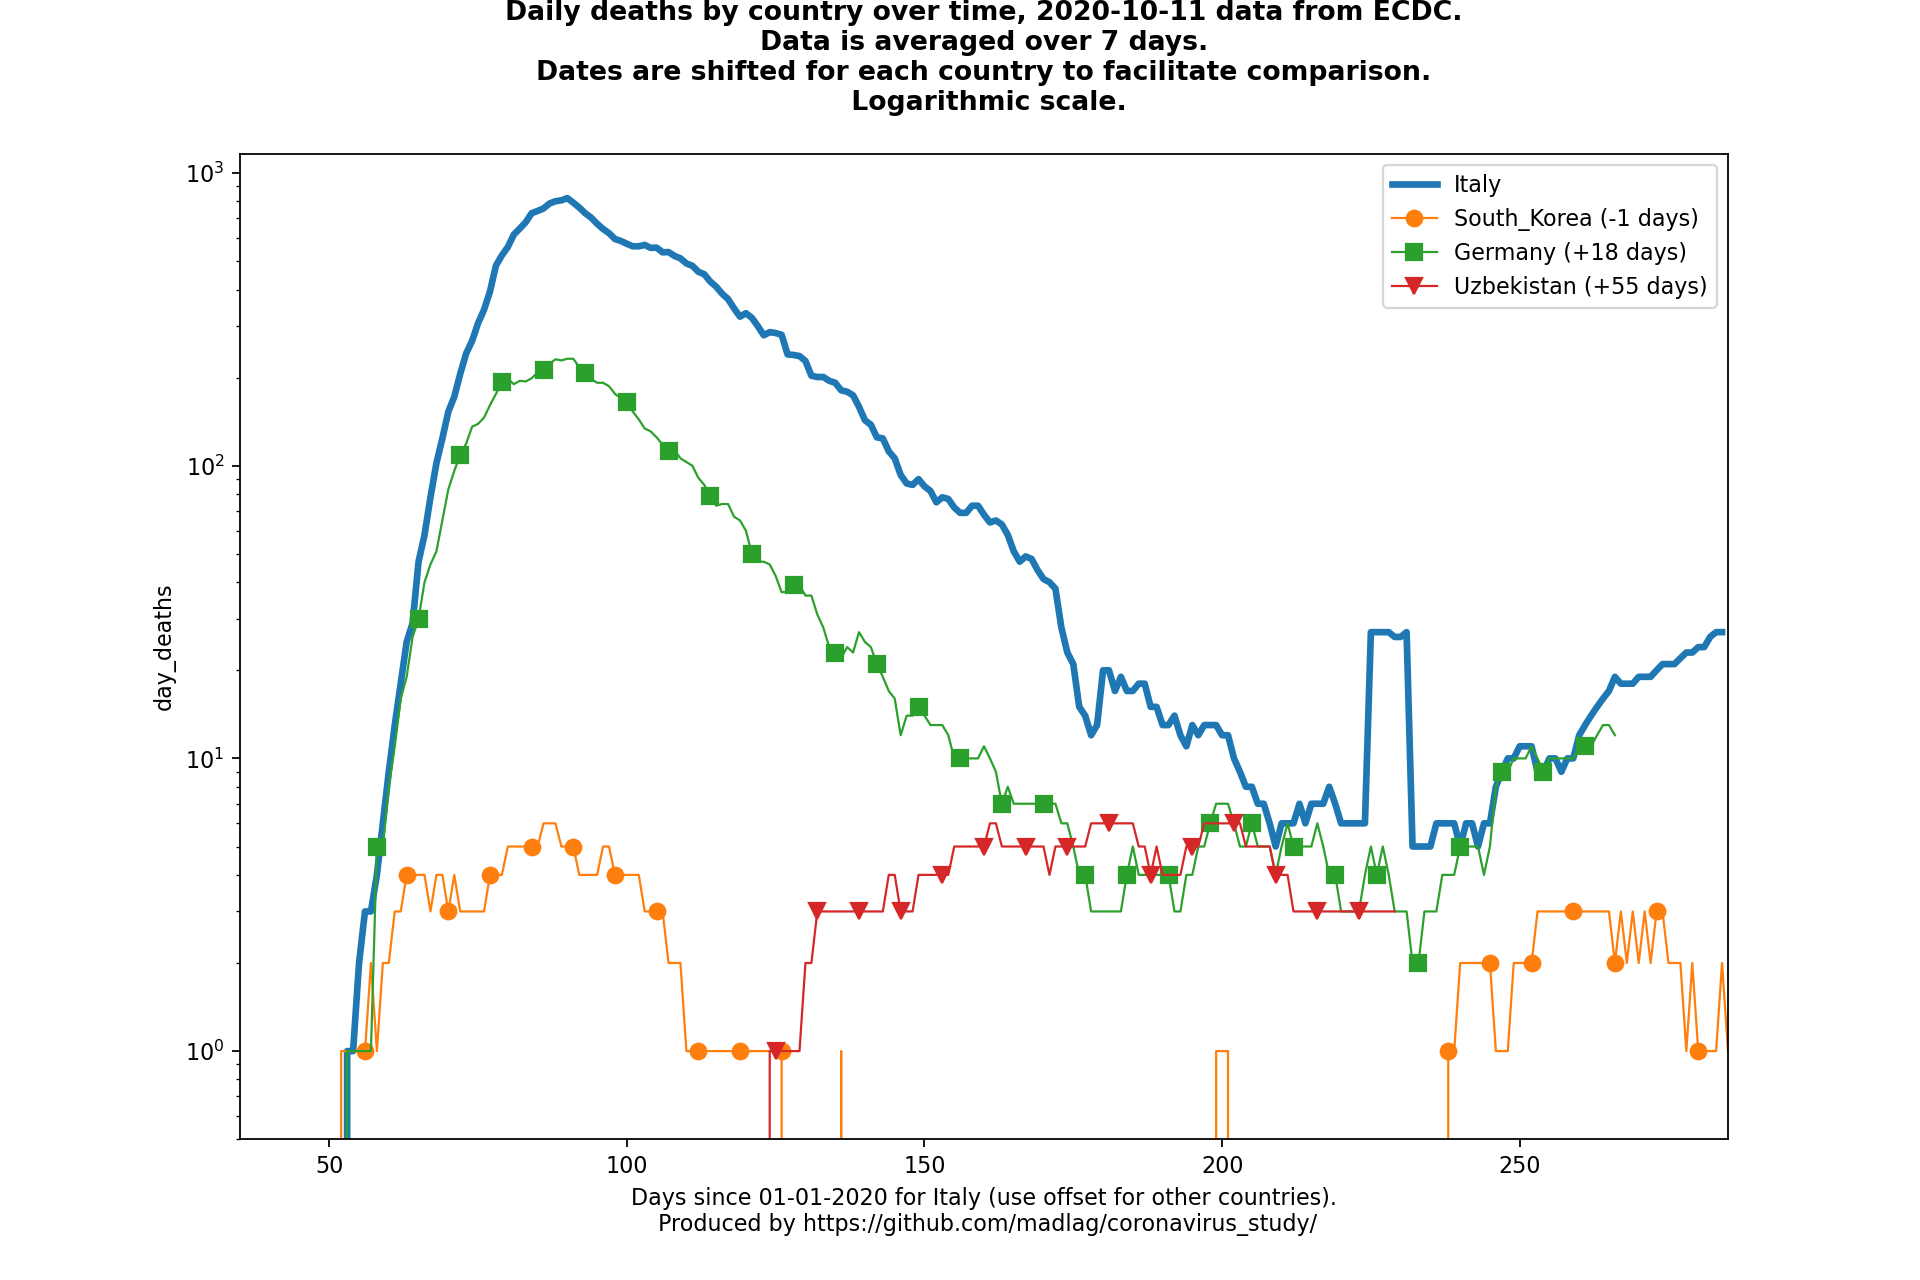 Daily deaths by country over time, 2020-10-11 data from ECDC.
Data is averaged over 7 days.
Dates are shifted for each country to facilitate comparison.
Logarithmic scale.
10³
10²
10¹
10⁰
day_deaths
Italy
South_Korea (-1 days)
Germany (+18 days)
Uzbekistan (+55 days)
50 100 150 200 250
Days since 01-01-2020 for Italy (use offset for other countries).
Produced by https://github.com/madlag/coronavirus_study/